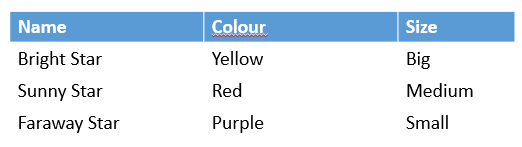 Name Colour Size
Bright Star Yellow Big
Sunny Star Red Medium
Faraway Star Purple Small